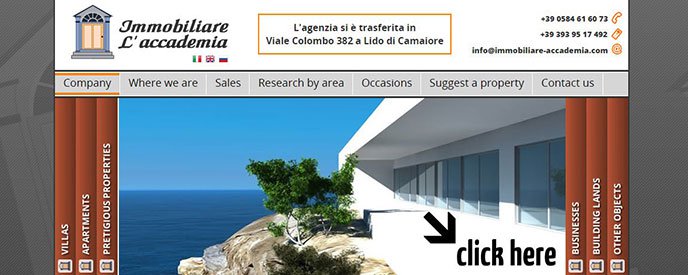 Immobiliare
L'accademia
L'agenzia si è trasferita in
Viale Colombo 382 a Lido di Camaiore
+39 0584 61 60 73
+39 393 95 17 492
info@immobiliare-accademia.com
Company Where we are Sales Research by area Occasions Suggest a property Contact us
VILLAS
APARTMENTS
PRETIGIOUS PROPERTIES
click here
BUSINESSES
BUILDING LANDS
OTHER OBJECTS